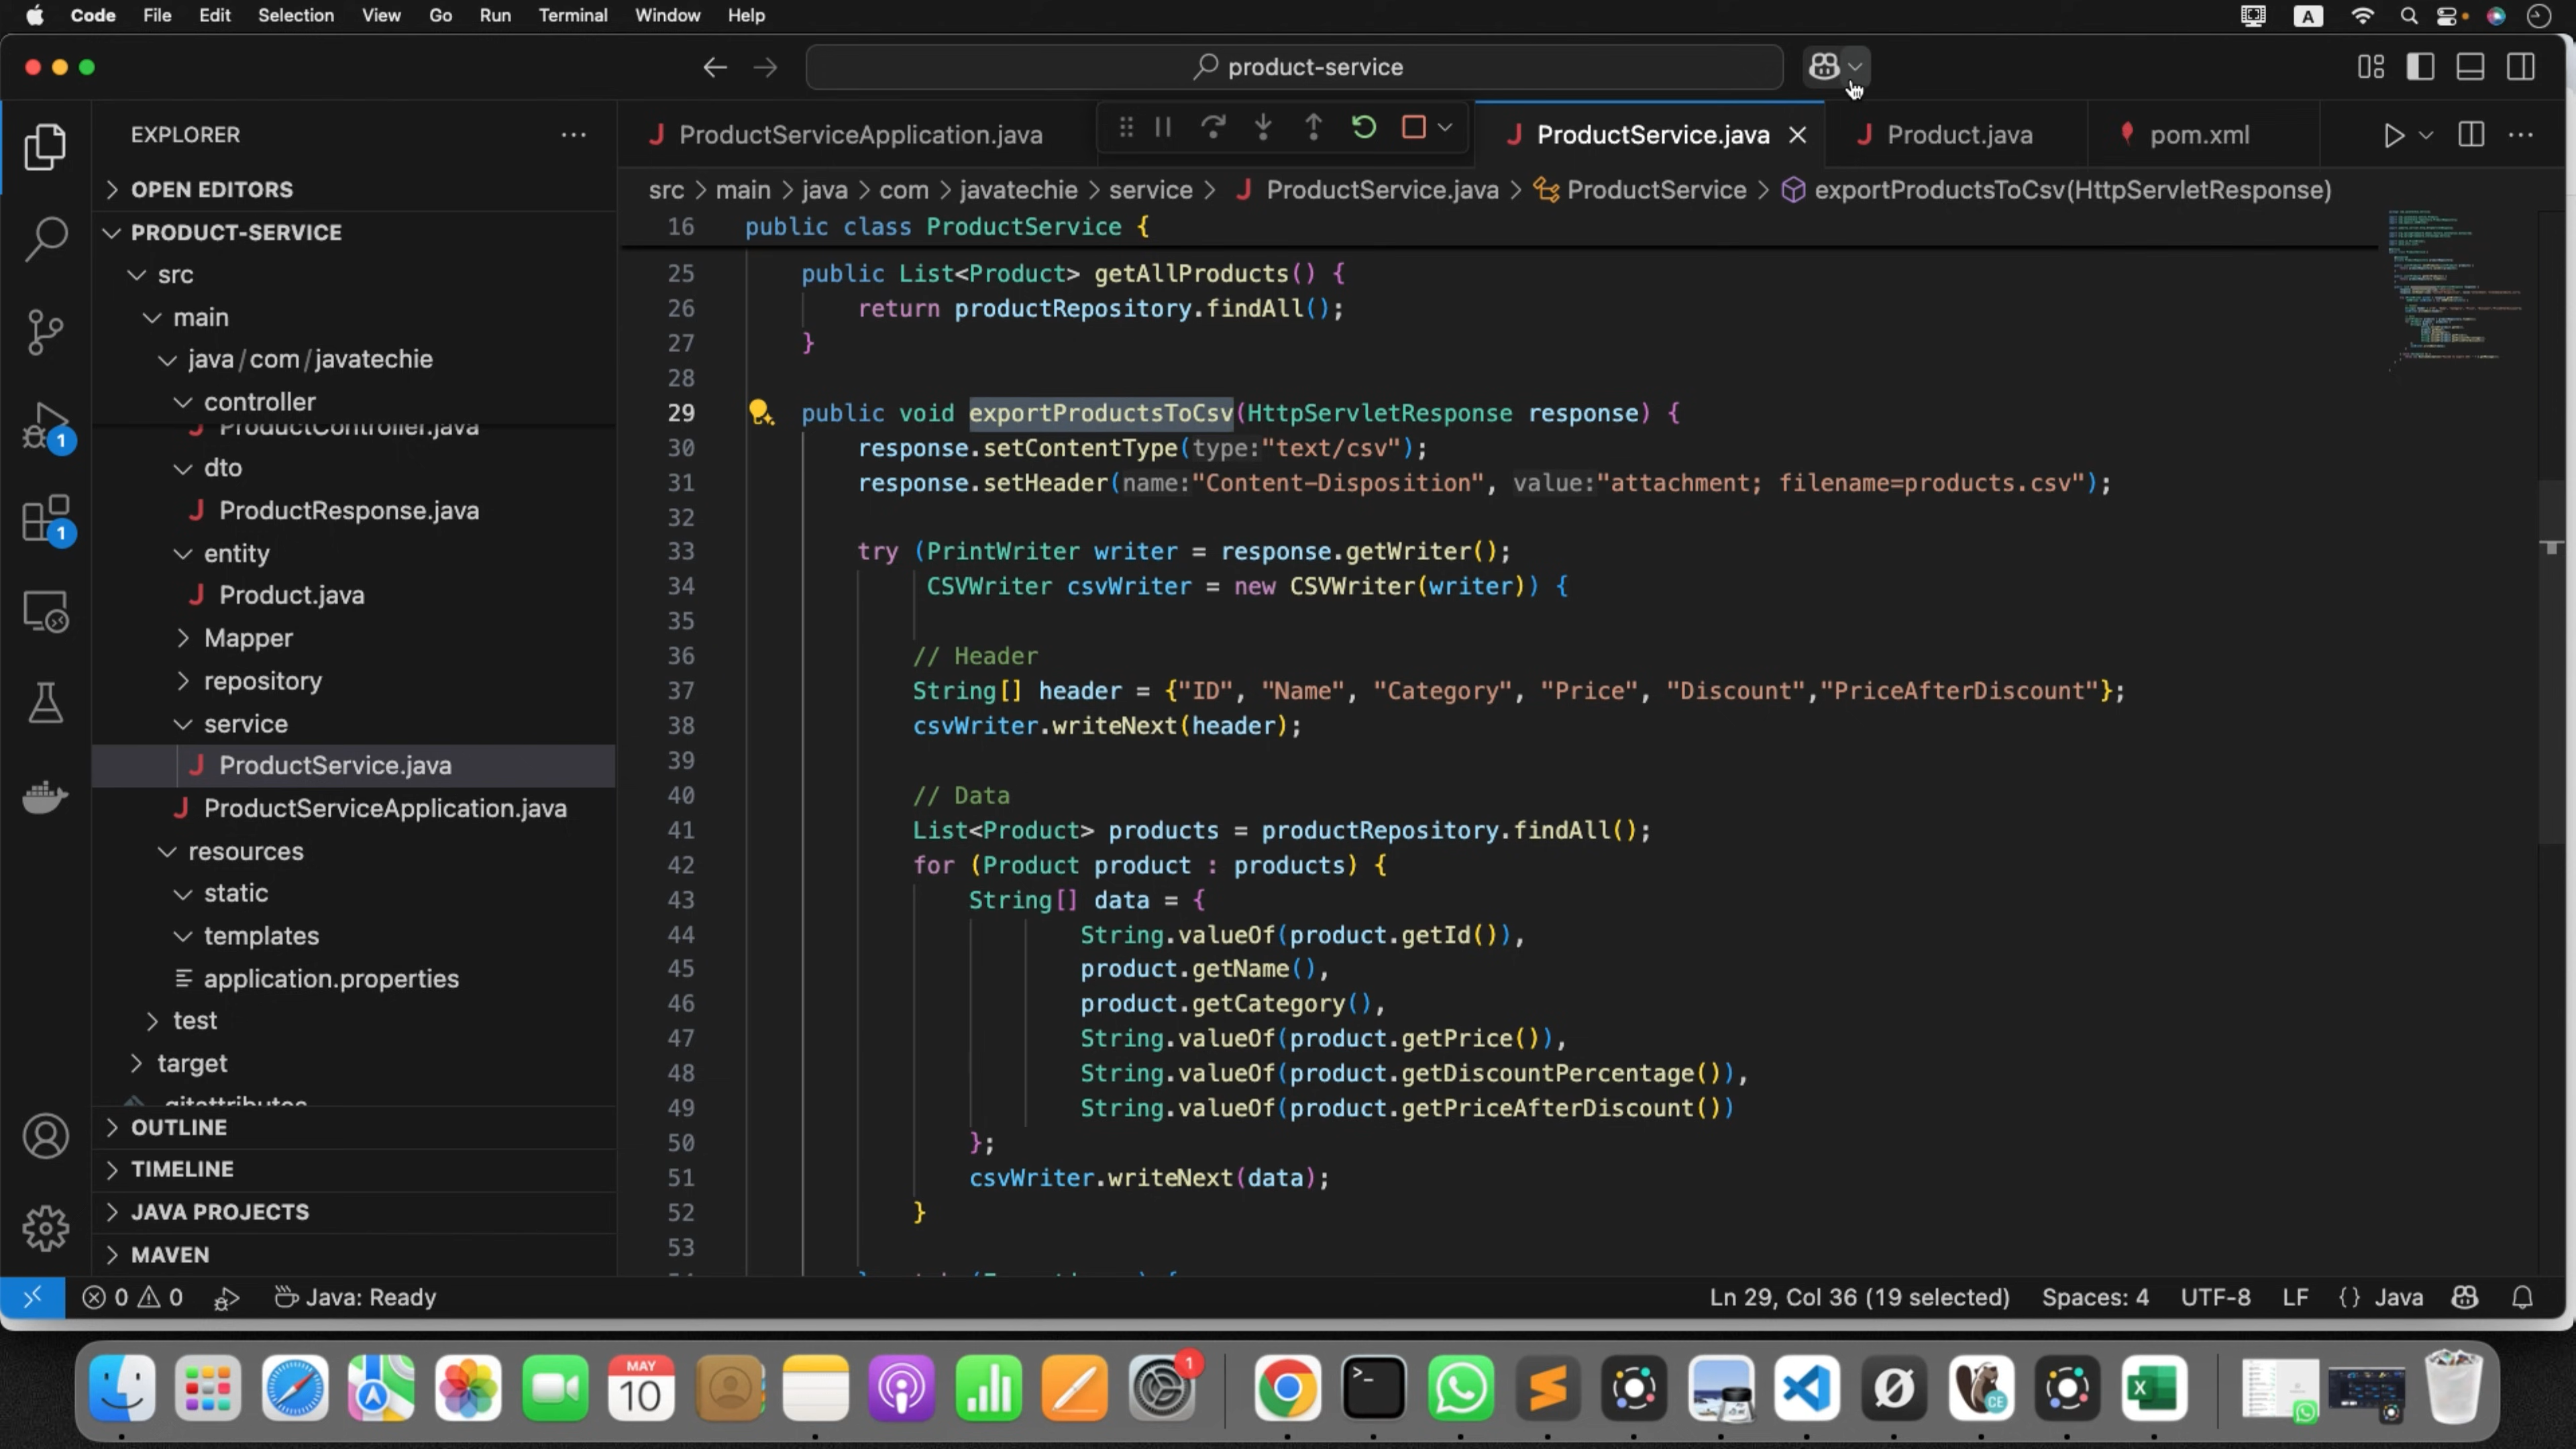 Code File Edit Selection View Go Run Terminal Window Help A
product-service
EXPLORER
OPEN EDITORS
PRODUCT-SERVICE
src
main
java/com/javatechie
controller
ProductController.java
dto
ProductResponse.java
entity
Product.java
Mapper
repository
service
ProductService.java
ProductServiceApplication.java
resources
static
templates
application.properties
test
target
.gitattributes
OUTLINE
TIMELINE
JAVA PROJECTS
MAVEN
1
1
ProductServiceApplication.java ProductService.java Product.java pom.xml
src > main > java > com > javatechie > service > ProductService.java > ProductService > exportProductsToCsv(HttpServletResponse)
16 public class ProductService {
25 public List<Product> getAllProducts() {
26 return productRepository.findAll();
27 }
28
29 public void exportProductsToCsv(HttpServletResponse response) {
30 response.setContentType(type:"text/csv");
31 response.setHeader(name:"Content-Disposition", value:"attachment; filename=products.csv");
32
33 try (PrintWriter writer = response.getWriter();
34 CSVWriter csvWriter = new CSVWriter(writer)) {
35
36 // Header
37 String[] header = {"ID", "Name", "Category", "Price", "Discount","PriceAfterDiscount"};
38 csvWriter.writeNext(header);
39
40 // Data
41 List<Product> products = productRepository.findAll();
42 for (Product product : products) {
43 String[] data = {
44 String.valueOf(product.getId()),
45 product.getName(),
46 product.getCategory(),
47 String.valueOf(product.getPrice()),
48 String.valueOf(product.getDiscountPercentage()),
49 String.valueOf(product.getPriceAfterDiscount())
50 };
51 csvWriter.writeNext(data);
52 }
53
0 0 Java: Ready Ln 29, Col 36 (19 selected) Spaces: 4 UTF-8 LF {} Java
MAY
10
1
CE